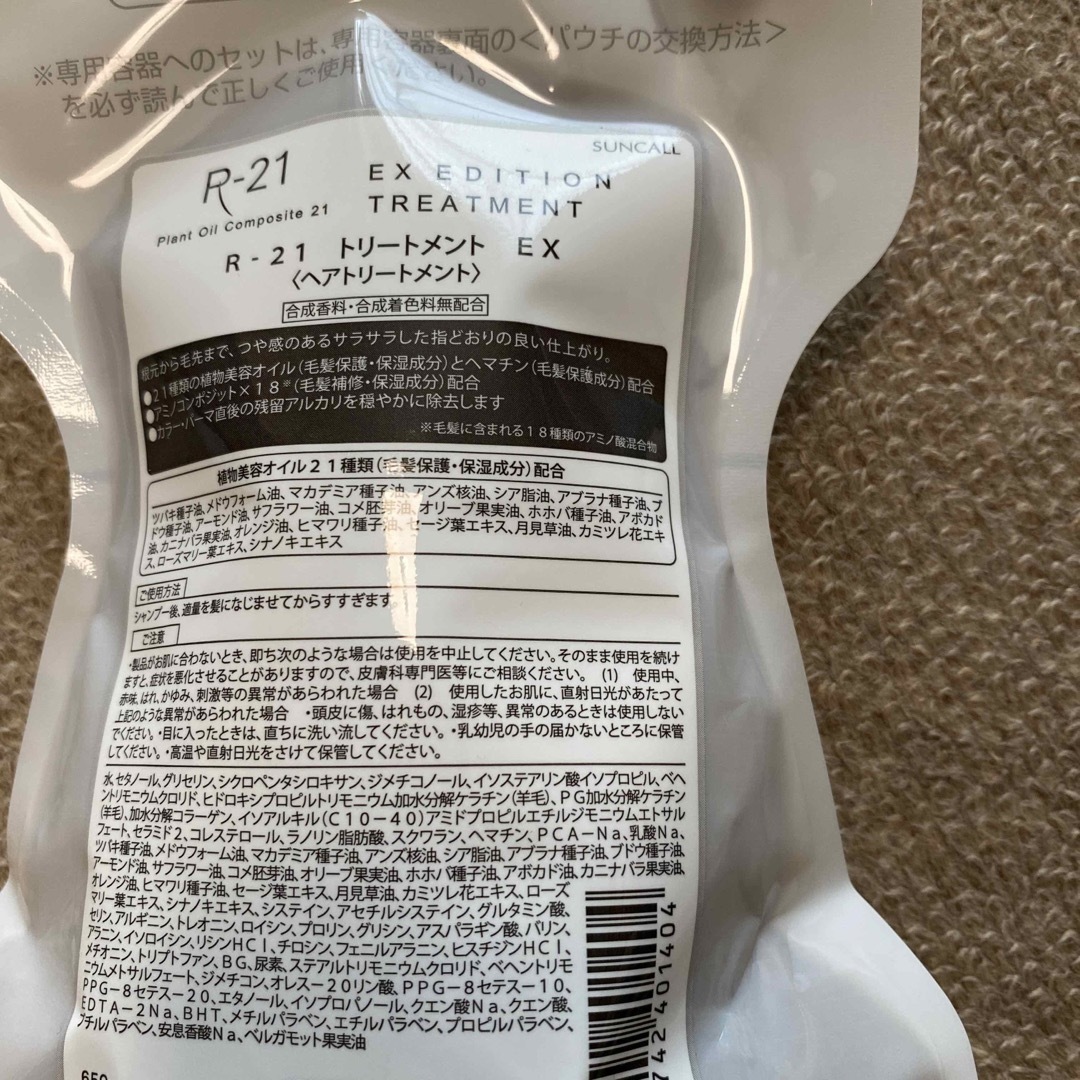 ※専用容器へのセットは、専用容器裏面の＜パウチの交換方法＞
を必ず読んで正しくご使用ください。
SUNCALL
R-21
Plant Oil Composite 21
EX EDITION
TREATMENT
R-21 トリートメント EX
〈ヘアトリートメント〉
合成香料・合成着色料無配合
根元から毛先まで、つや感のあるサラサラした指どおりの良い仕上がり。
●21種類の植物美容オイル(毛髪保護・保湿成分)とヘマチン(毛髪保護成分)配合
●アミノコンポジット×18※(毛髪補修・保湿成分)配合
●カラー・パーマ直後の残留アルカリを穏やかに除去します
※毛髪に含まれる18種類のアミノ酸混合物
植物美容オイル21種類(毛髪保護・保湿成分)配合
ツバキ種子油、メドウフォーム油、マカデミア種子油、アンズ核油、シア脂油、アブラナ種子油、ブ
ドウ種子油、アーモンド油、サフラワー油、コメ胚芽油、オリーブ果実油、ホホバ種子油、アボカド
油、カニナバラ果実油、オレンジ油、ヒマワリ種子油、セージ葉エキス、月見草油、カミツレ花エキ
ス、ローズマリー葉エキス、シナノキエキス
ご使用方法
シャンプー後、適量を髪になじませてからすすぎます。
ご注意
・製品がお肌に合わないとき、即ち次のような場合は使用を中止してください。そのまま使用を続け
ますと、症状を悪化させることがありますので、皮膚科専門医等にご相談ください。 (1) 使用中、
赤味、はれ、かゆみ、刺激等の異常があらわれた場合 (2) 使用したお肌に、直射日光があたって
上記のような異常があらわれた場合 ・頭皮に傷、はれもの、湿疹等、異常のあるときは使用しない
でください。・目に入ったときは、直ちに洗い流してください。・乳幼児の手の届かないところに保管
してください。・高温や直射日光をさけて保管してください。
水、セタノール、グリセリン、シクロペンタシロキサン、ジメチコノール、イソステアリン酸イソプロピル、ベヘ
ントリモニウムクロリド、ヒドロキシプロピルトリモニウム加水分解ケラチン(羊毛)、PG加水分解ケラチン
(羊毛)、加水分解コラーゲン、イソアルキル(C10-40)アミドプロピルエチルジモニウムエトサル
フェート、セラミド2、コレステロール、ラノリン脂肪酸、スクワラン、ヘマチン、PCA-Na、乳酸Na、
ツバキ種子油、メドウフォーム油、マカデミア種子油、アンズ核油、シア脂油、アブラナ種子油、ブドウ種子油、
アーモンド油、サフラワー油、コメ胚芽油、オリーブ果実油、ホホバ種子油、アボカド油、カニナバラ果実油、
オレンジ油、ヒマワリ種子油、セージ葉エキス、月見草油、カミツレ花エキス、ローズ
マリー葉エキス、シナノキエキス、システイン、アセチルシステイン、グルタミン酸、
セリン、アルギニン、トレオニン、ロイシン、プロリン、グリシン、アスパラギン酸、バリン、
アラニン、イソロイシン、リシンHCl、チロシン、フェニルアラニン、ヒスチジンHCl、
メチオニン、トリプトファン、BG、尿素、ステアルトリモニウムクロリド、ベヘントリモ
ニウムメトサルフェート、ジメチコン、オレス-20リン酸、PPG-8セテス-10、
PPG-8セテス-20、エタノール、イソプロパノール、クエン酸Na、クエン酸、
EDTA-2Na、BHT、メチルパラベン、エチルパラベン、プロピルパラベン、
ブチルパラベン、安息香酸Na、ベルガモット果実油
742401404